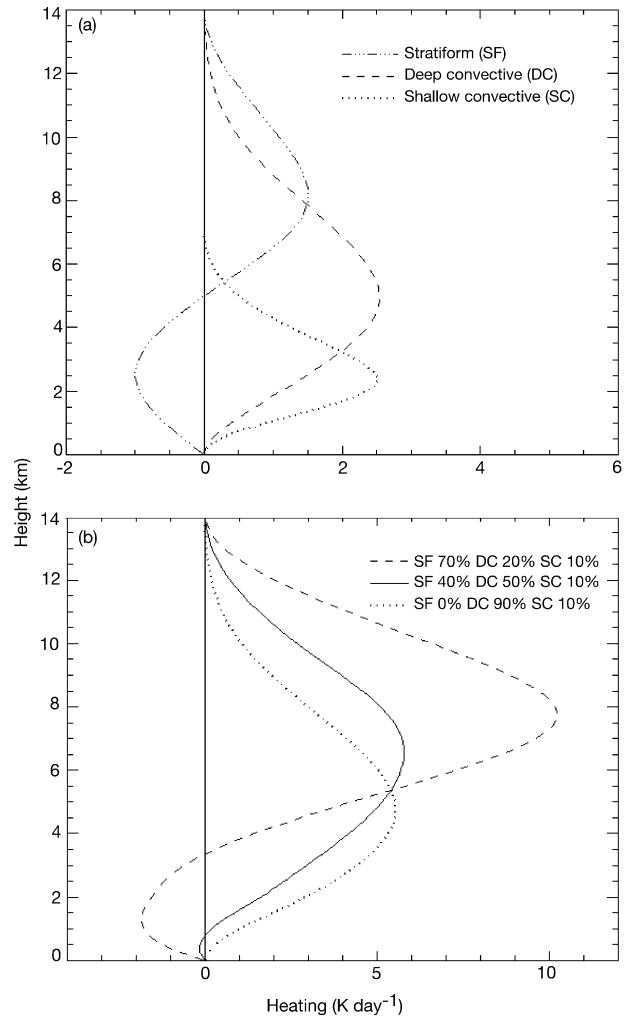 (a)
Stratiform (SF)
Deep convective (DC)
Shallow convective (SC)
14
12
10
8
6
4
2
0
-2 0 2 4 6
Height (km)
(b)
SF 70% DC 20% SC 10%
SF 40% DC 50% SC 10%
SF 0% DC 90% SC 10%
14
12
10
8
6
4
2
0
0 5 10
Heating (K day-1)